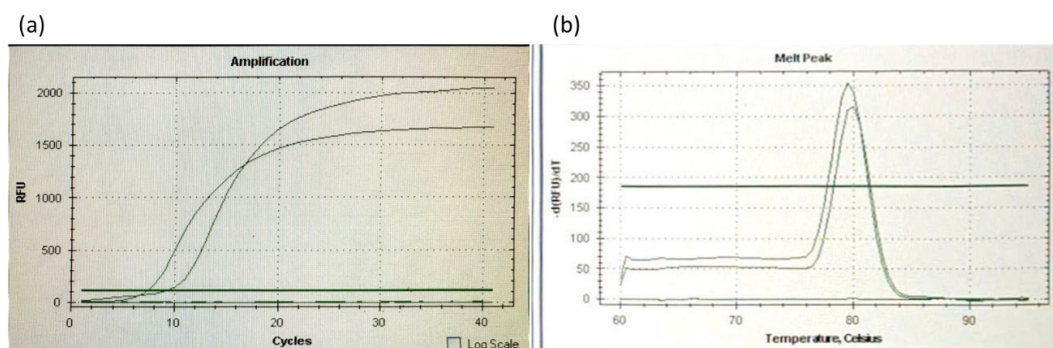 (a)
Amplification
2000
1500
1000
500
0
RFU
0 10 20 30 40
Cycles
Log Scale
(b)
Melt Peak
350
300
250
200
150
100
50
0
-d(RFU)/dT
60 70 80 90
Temperature, Celsius